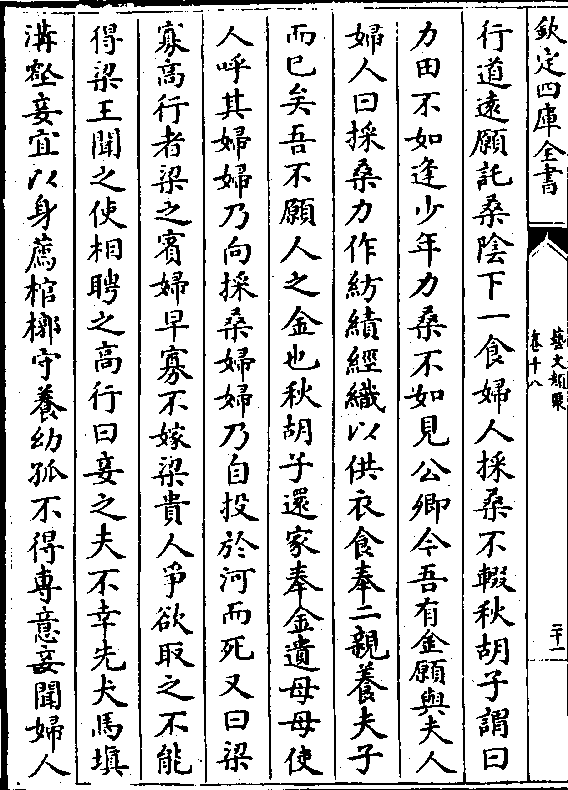 欽定四庫全書
藝文類聚
卷十八
二十二
行道逺願託桑陰下一食婦人採桑不輟秋胡子謂曰
力田不如逢少年力桑不如見公卿今吾有金願與夫人
婦人曰採桑力作紡績經織以供衣食奉二親養夫子
而已矣吾不願人之金也秋胡子還家奉金遺母母使
人呼其婦婦乃向採桑婦婦乃自投於河而死又曰梁
寡高行者梁之寡婦早寡不嫁梁貴人爭欲取之不能
得梁王聞之使相聘之高行曰妾之夫不幸先犬馬填
溝壑妾宜以身薦棺槨守養幼孤不得専意妾聞婦人